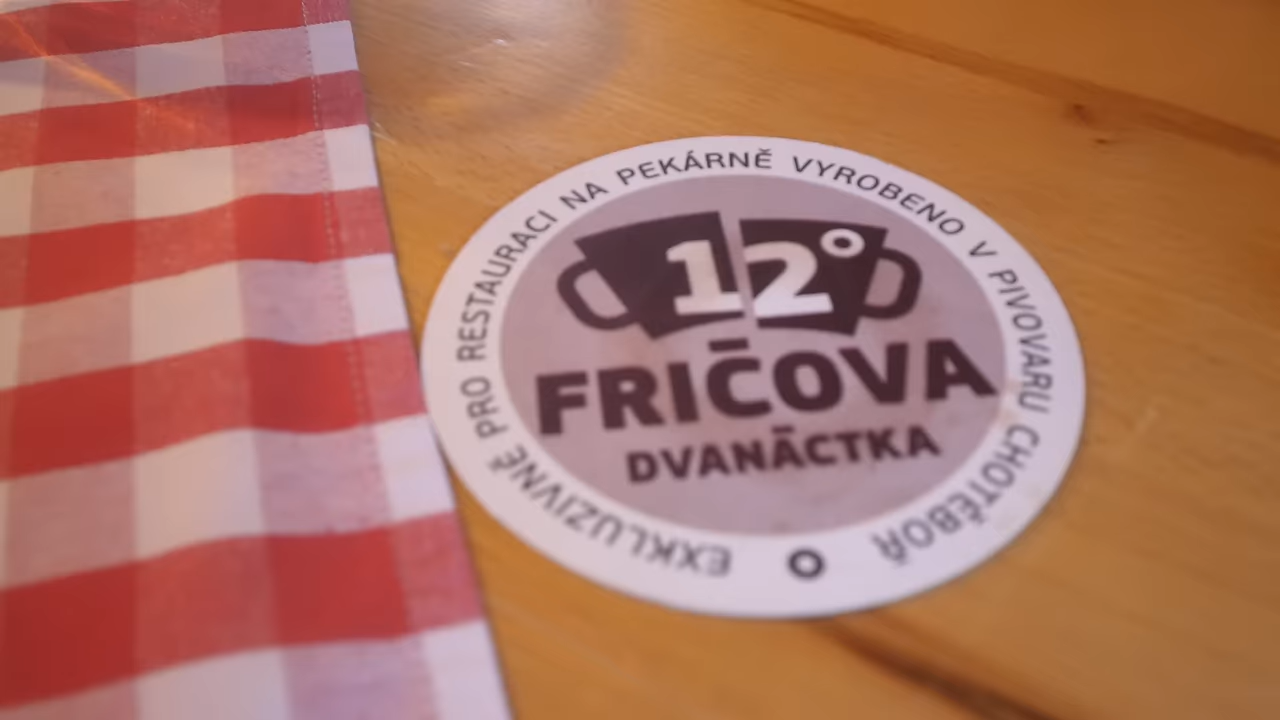 EXKLUZIVNĚ PRO RESTAURACI NA PEKÁRNĚ VYROBENO V PIVOVARU CHOTĚBOŘ
12°
FRIČOVA
DVANÁCTKA